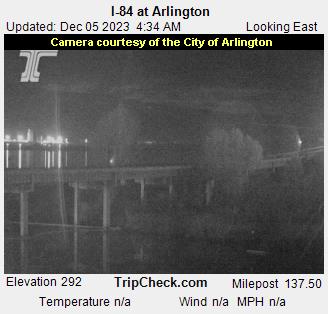 I-84 at Arlington
Updated: Dec 05 2023 4:34 AM Looking East
Camera courtesy of the City of Arlington
Elevation 292 TripCheck.com Milepost 137.50
Temperature n/a Wind n/a MPH n/a